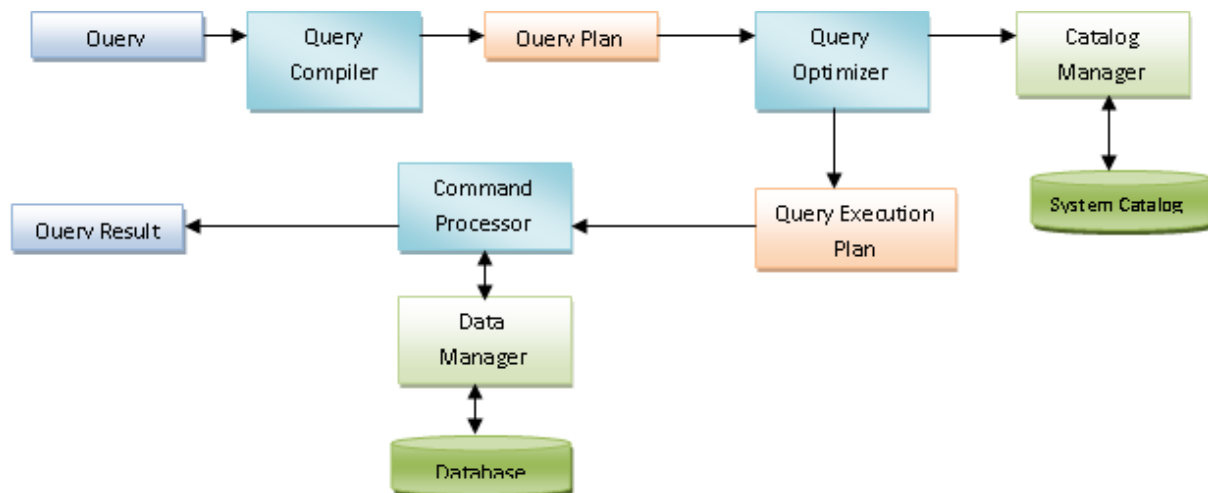 Query
Query
Compiler
Query Plan
Query
Optimizer
Catalog
Manager
Command
Processor
Query Result
Query Execution
Plan
System Catalog
Data
Manager
Database